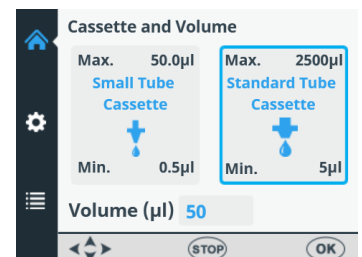 Cassette and Volume
Max. 50.0µl
Small Tube
Cassette
Min. 0.5µl
Max. 2500µl
Standard Tube
Cassette
Min. 5µl
Volume (µl) 50
STOP
OK